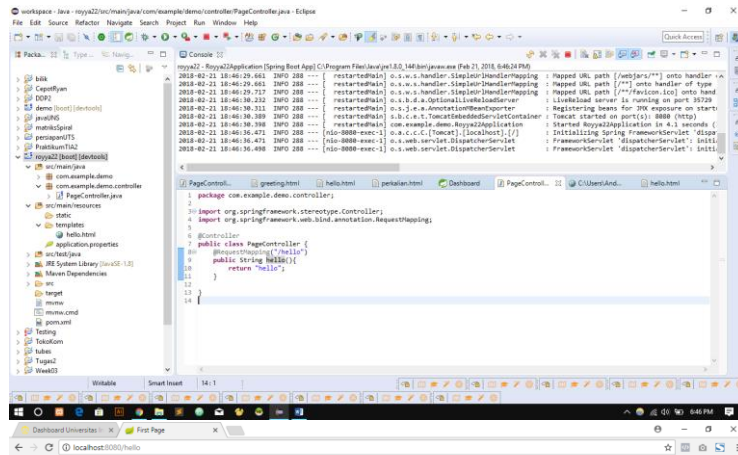 workspace - Java - royya22/src/main/java/com/example/demo/controller/PageController.java - Eclipse
File Edit Source Refactor Navigate Search Project Run Window Help
Quick Access
Packa... Type... Navig...
bilik
CepotRyan
DDP2
demo [boot] [devtools]
javaUNS
matriksSpiral
persiapanUTS
PraktikumTIA2
royya22 [boot] [devtools]
src/main/java
com.example.demo
com.example.demo.controller
PageController.java
src/main/resources
static
templates
hello.html
application.properties
src/test/java
JRE System Library [JavaSE-1.8]
Maven Dependencies
src
target
mvnw
mvnw.cmd
pom.xml
Testing
TokoKom
tubes
Tugas2
Week03
Console
royya22 - Royya22Application [Spring Boot App] C:\Program Files\Java\jre1.8.0_144\bin\javaw.exe (Feb 21, 2018, 6:46:24 PM)
2018-02-21 18:46:29.661 INFO 288 --- [ restartedMain] o.s.w.s.handler.SimpleUrlHandlerMapping : Mapped URL path [/webjars/**] onto handler
2018-02-21 18:46:29.661 INFO 288 --- [ restartedMain] o.s.w.s.handler.SimpleUrlHandlerMapping : Mapped URL path [/**] onto handler of type
2018-02-21 18:46:29.717 INFO 288 --- [ restartedMain] o.s.w.s.handler.SimpleUrlHandlerMapping : Mapped URL path [/**/favicon.ico] onto hand
2018-02-21 18:46:30.232 INFO 288 --- [ restartedMain] o.s.b.d.a.OptionalLiveReloadServer : LiveReload server is running on port 35729
2018-02-21 18:46:30.311 INFO 288 --- [ restartedMain] o.s.j.e.a.AnnotationMBeanExporter : Registering beans for JMX exposure on start
2018-02-21 18:46:30.389 INFO 288 --- [ restartedMain] s.b.c.e.t.TomcatEmbeddedServletContainer : Tomcat started on port(s): 8080 (http)
2018-02-21 18:46:30.398 INFO 288 --- [ restartedMain] com.example.demo.Royya22Application : Started Royya22Application in 4.1 seconds (
2018-02-21 18:46:36.471 INFO 288 --- [nio-8080-exec-1] o.a.c.c.C.[Tomcat].[localhost].[/] : Initializing Spring FrameworkServlet 'dispa
2018-02-21 18:46:36.471 INFO 288 --- [nio-8080-exec-1] o.s.web.servlet.DispatcherServlet : FrameworkServlet 'dispatcherServlet': initi
2018-02-21 18:46:36.498 INFO 288 --- [nio-8080-exec-1] o.s.web.servlet.DispatcherServlet : FrameworkServlet 'dispatcherServlet': initi
PageControll... greeting.html hello.html perkalian.html Dashboard PageControll... C:\Users\And... hello.html
1 package com.example.demo.controller;
2
3 import org.springframework.stereotype.Controller;
4 import org.springframework.web.bind.annotation.RequestMapping;
5
6 @Controller
7 public class PageController {
8 @RequestMapping("/hello")
9 public String hello(){
10 return "hello";
11 }
12
13 }
14
Writable Smart Insert 14 : 1
6:46 PM
Dashboard Universitas In First Page
localhost:8080/hello